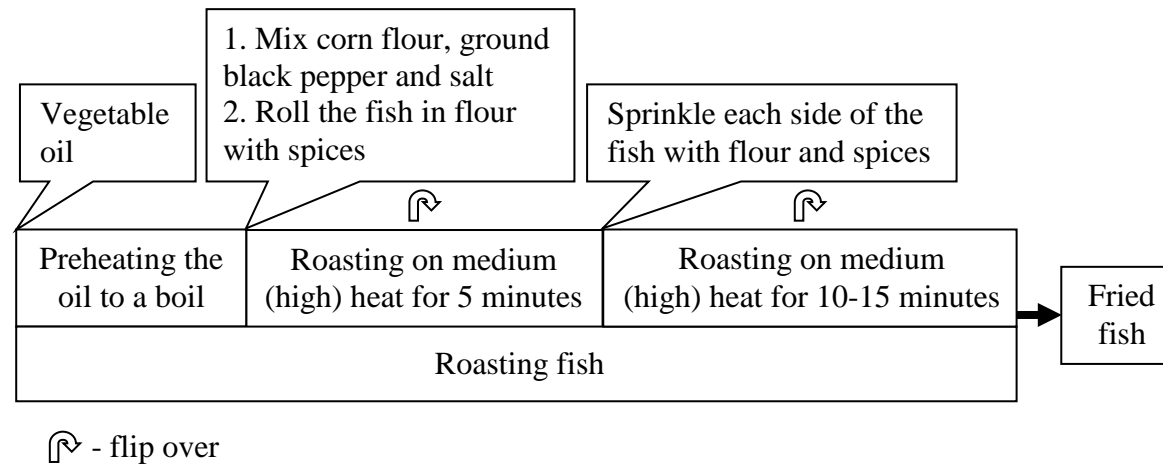 Vegetable
oil
1. Mix corn flour, ground
black pepper and salt
2. Roll the fish in flour
with spices
Sprinkle each side of the
fish with flour and spices
Preheating the
oil to a boil
Roasting on medium
(high) heat for 5 minutes
Roasting on medium
(high) heat for 10-15 minutes
Fried
fish
Roasting fish
- flip over